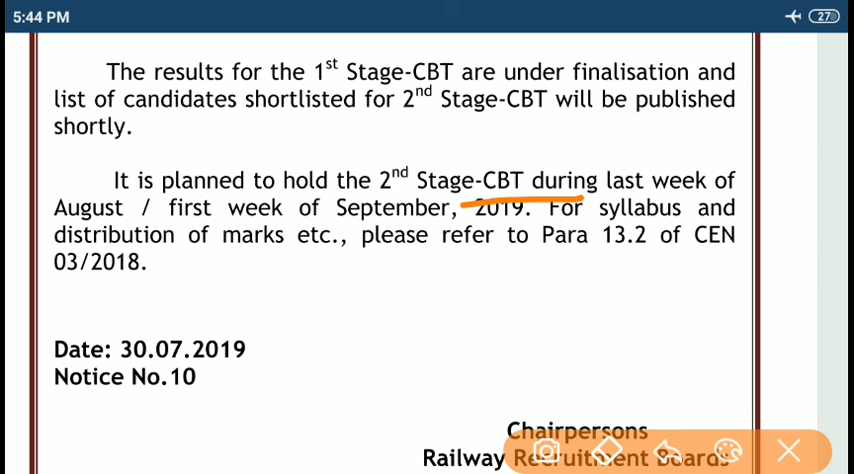 5:44 PM
27
The results for the 1st Stage-CBT are under finalisation and
list of candidates shortlisted for 2nd Stage-CBT will be published
shortly.
It is planned to hold the 2nd Stage-CBT during last week of
August / first week of September, 2019. For syllabus and
distribution of marks etc., please refer to Para 13.2 of CEN
03/2018.
Date: 30.07.2019
Notice No.10
Chairpersons
Railway Recruitment Boards